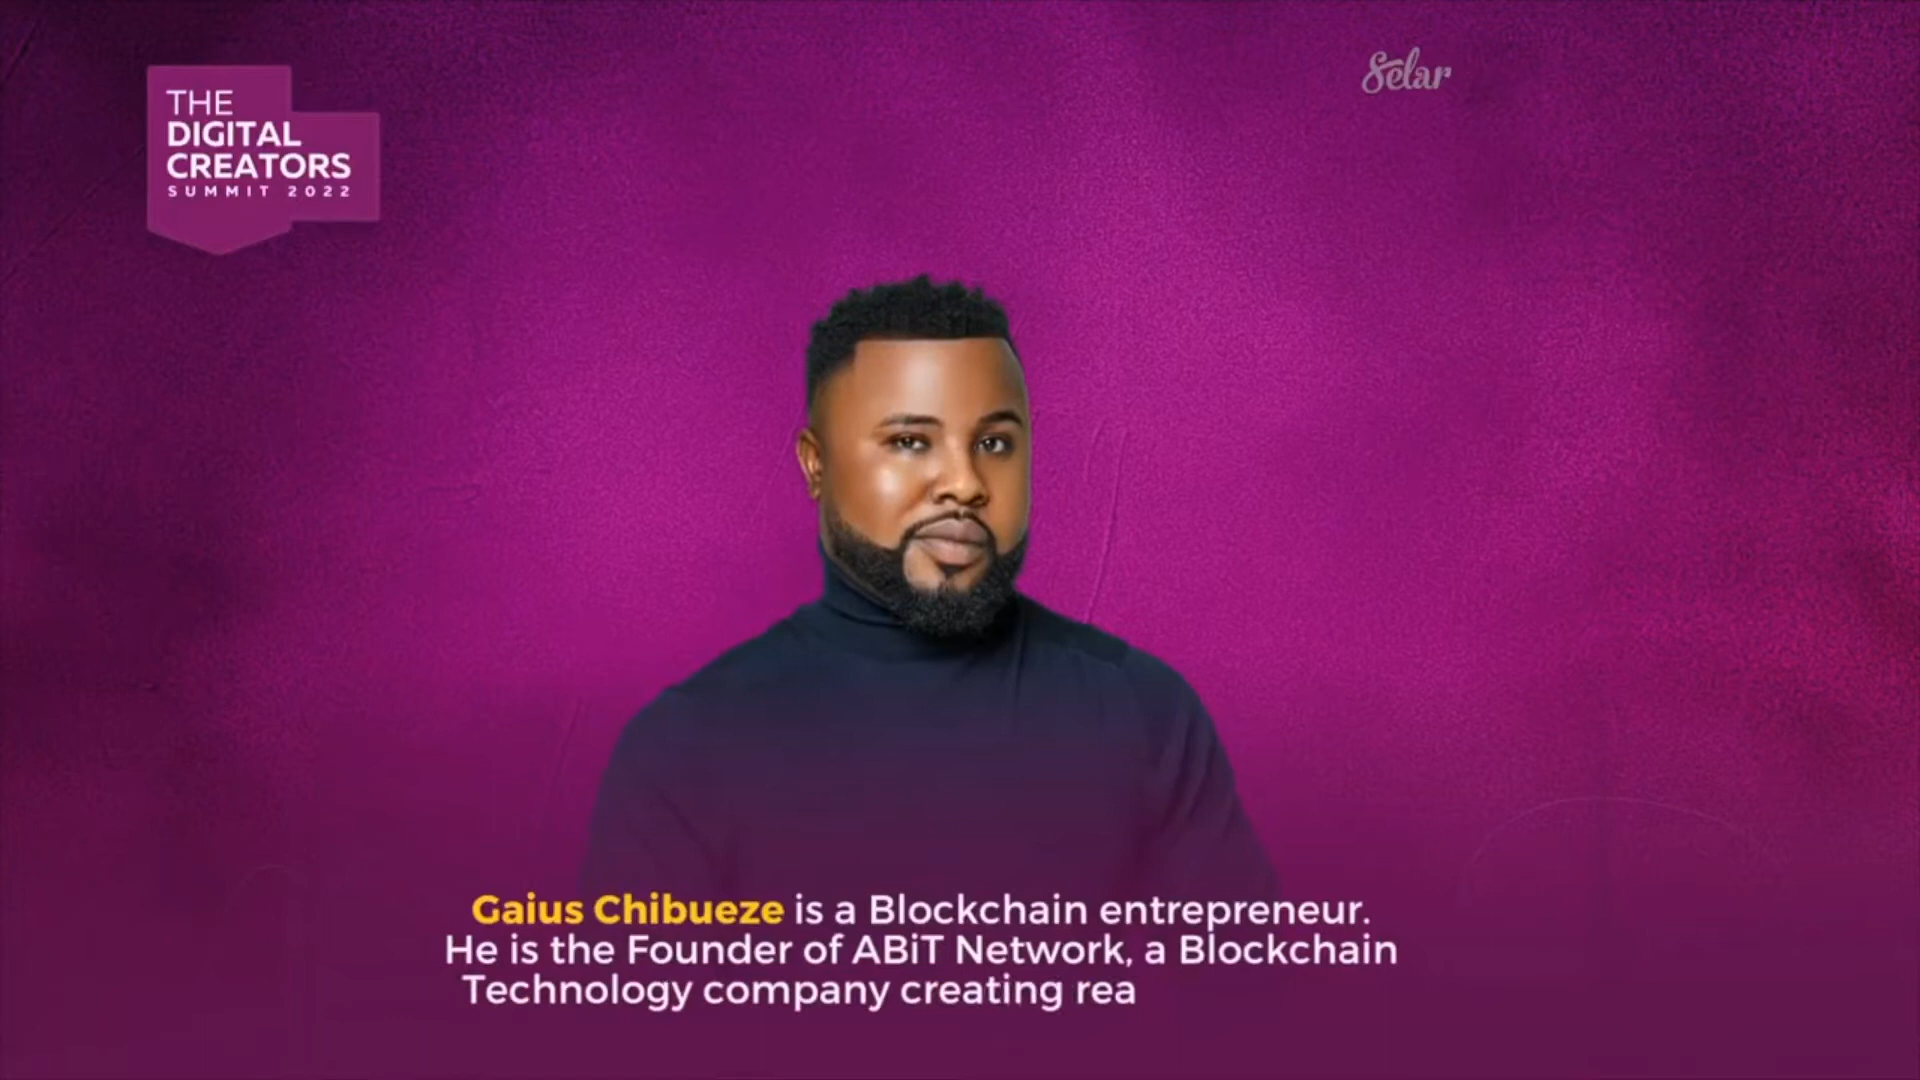 THE
DIGITAL
CREATORS
SUMMIT 2022
Selar
Gaius Chibueze is a Blockchain entrepreneur.
He is the Founder of ABiT Network, a Blockchain
Technology company creating rea